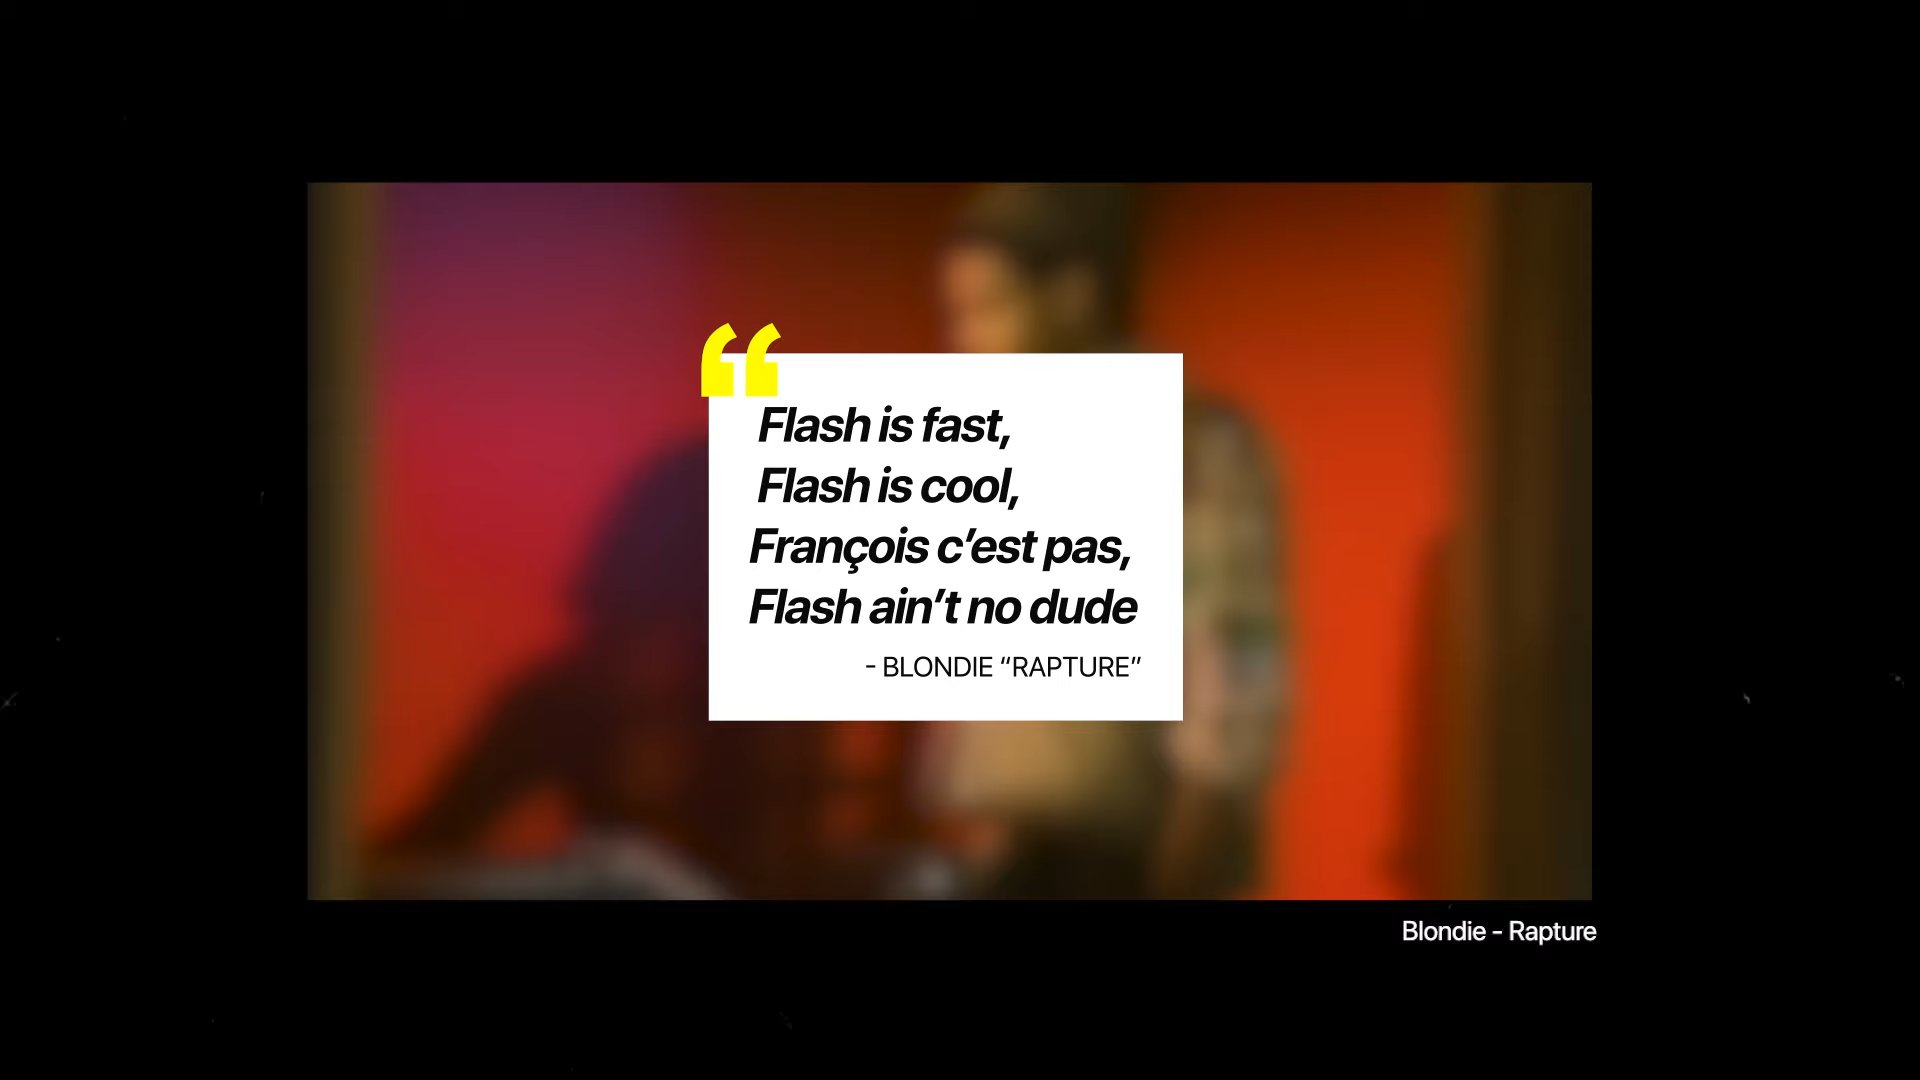 “
Flash is fast,
Flash is cool,
François c’est pas,
Flash ain’t no dude
- BLONDIE “RAPTURE”
Blondie - Rapture